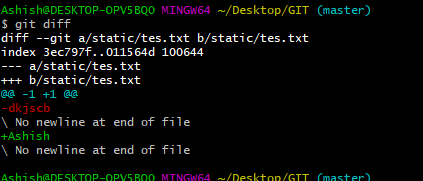 Ashish@DESKTOP-OPV5BQO MINGW64 ~/Desktop/GIT (master)
$ git diff
diff --git a/static/tes.txt b/static/tes.txt
index 3ec797f..011564d 100644
--- a/static/tes.txt
+++ b/static/tes.txt
@@ -1 +1 @@
-dkjscb
\ No newline at end of file
+Ashish
\ No newline at end of file

Ashish@DESKTOP-OPV5BQO MINGW64 ~/Desktop/GIT (master)